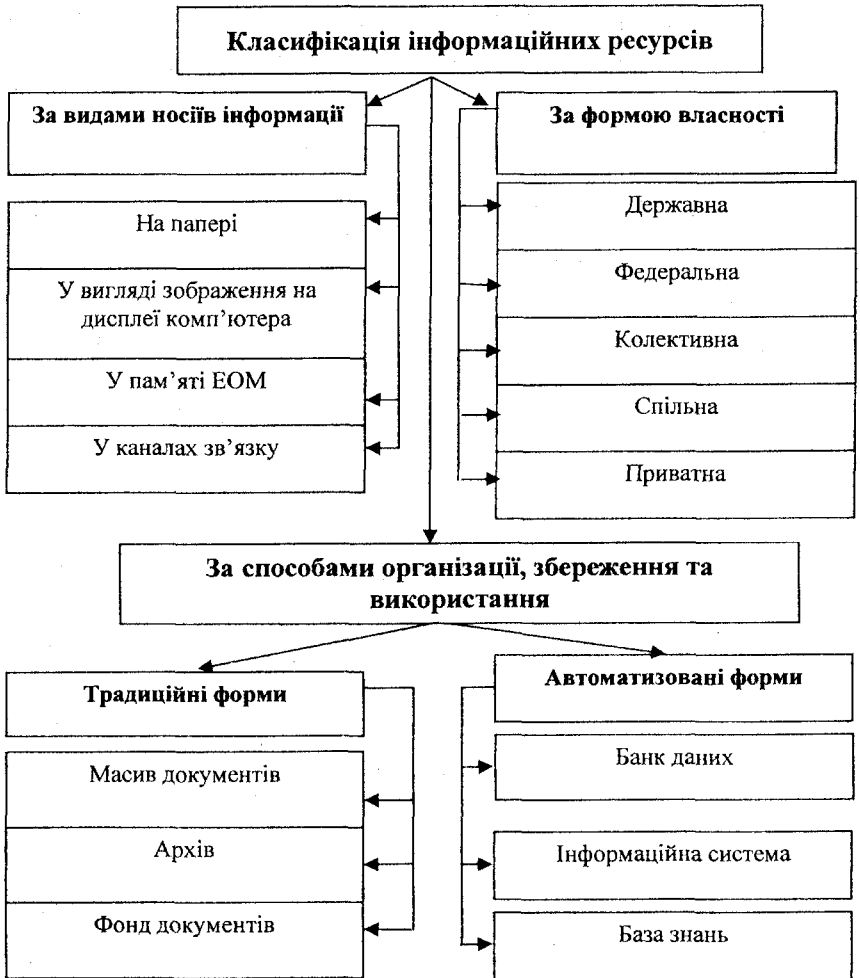 Класифікація інформаційних ресурсів
За видами носіїв інформації
На папері
У вигляді зображення на
дисплеї комп’ютера
У пам’яті ЕОМ
У каналах зв’язку
За формою власності
Державна
Федеральна
Колективна
Спільна
Приватна
За способами організації, збереження та
використання
Традиційні форми
Масив документів
Архів
Фонд документів
Автоматизовані форми
Банк даних
Інформаційна система
База знань